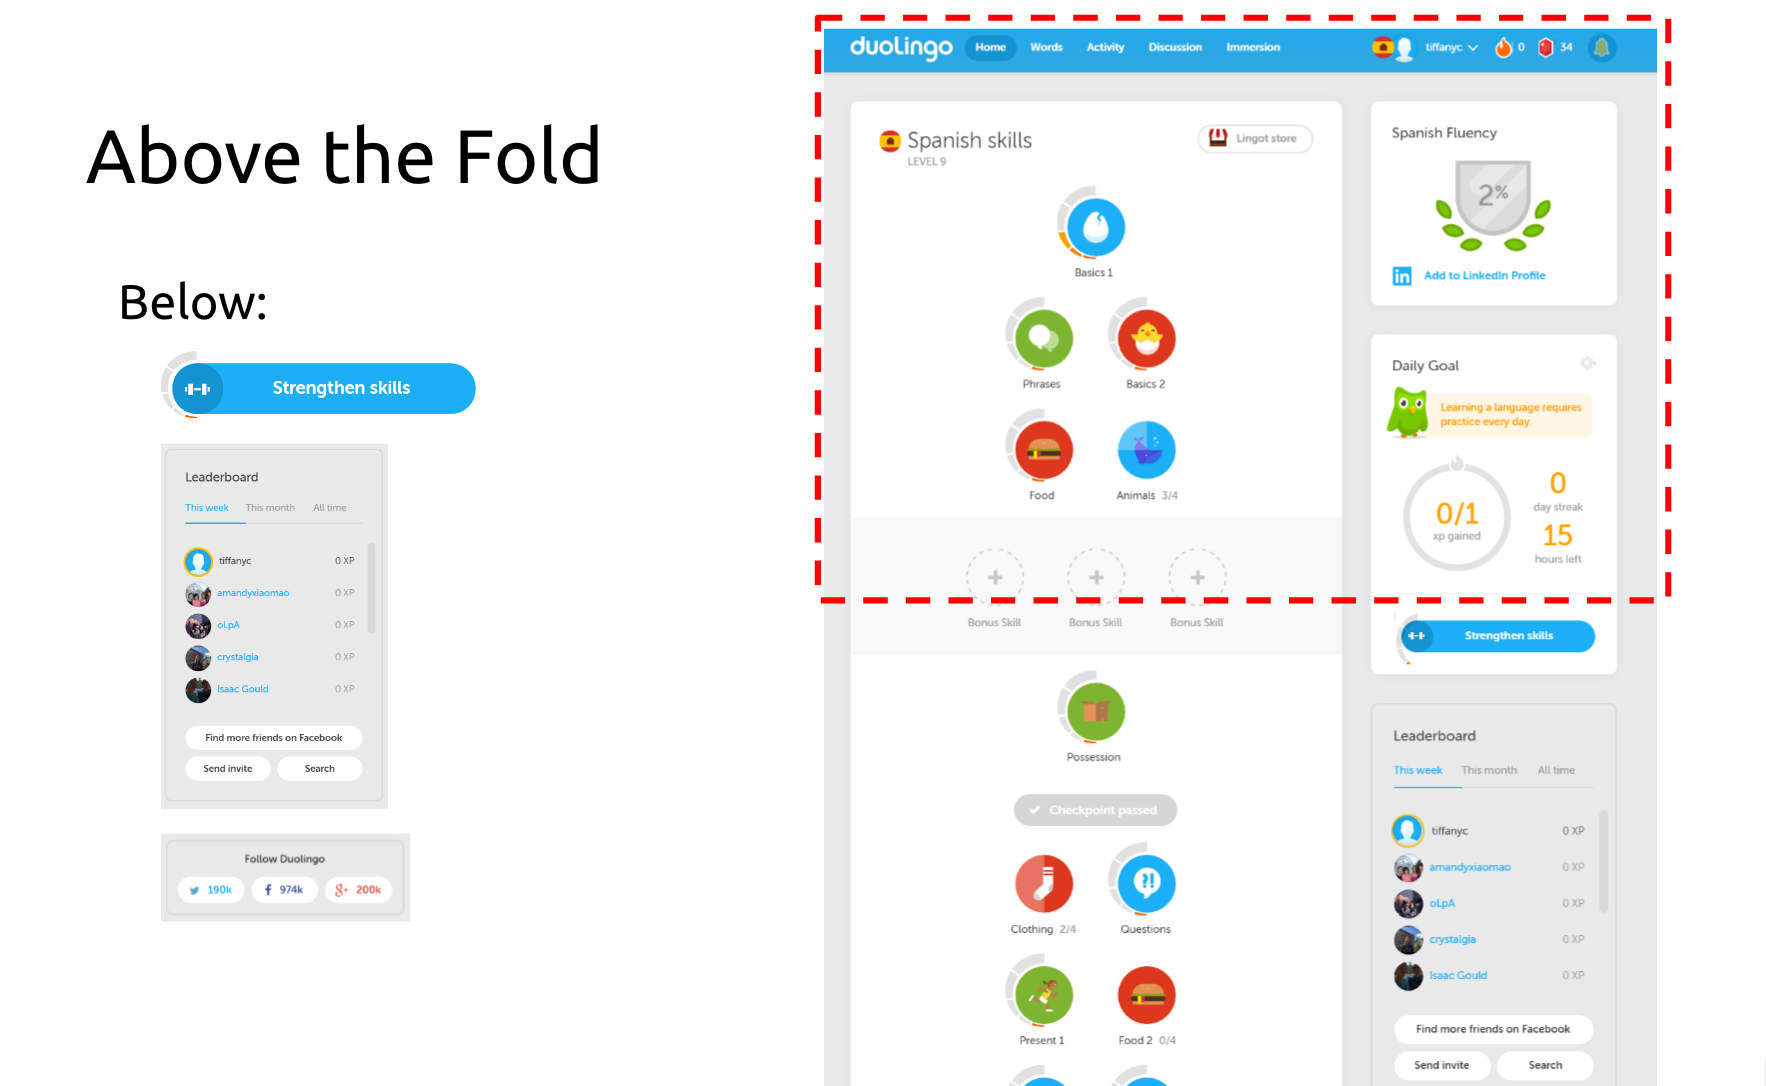 Above the Fold
Below:
Strengthen skills
Leaderboard
This week This month All time
tiffanyc 0 XP
amandyxiaomao 0 XP
oLpA 0 XP
crystalgia 0 XP
Isaac Gould 0 XP
Find more friends on Facebook
Send invite Search
Follow Duolingo
190k 974k 200k
duolingo Home Words Activity Discussion Immersion tiffanyc 0 34
Spanish skills
LEVEL 9
Lingot store
Basics 1
Phrases Basics 2
Food Animals 3/4
Bonus Skill Bonus Skill Bonus Skill
Possession
Checkpoint passed
Clothing 2/4 Questions
Present 1 Food 2 0/4
Spanish Fluency
2%
in Add to LinkedIn Profile
Daily Goal
Learning a language requires
practice every day.
0/1
xp gained
0
day streak
15
hours left
Strengthen skills
Leaderboard
This week This month All time
tiffanyc 0 XP
amandyxiaomao 0 XP
oLpA 0 XP
crystalgia 0 XP
Isaac Gould 0 XP
Find more friends on Facebook
Send invite Search